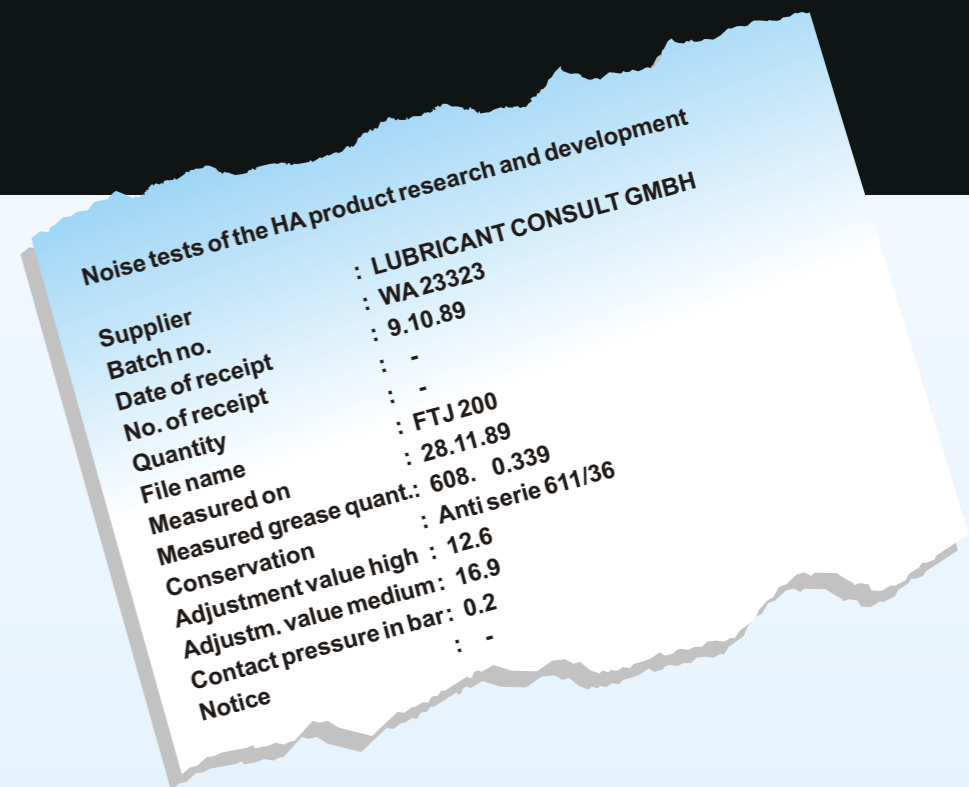 Noise tests of the HA product research and development
Supplier : LUBRICANT CONSULT GMBH
Batch no. : WA 23323
Date of receipt : 9.10.89
No. of receipt : -
Quantity : -
File name : FTJ 200
Measured on : 28.11.89
Measured grease quant.: 608. 0.339
Conservation : Anti serie 611/36
Adjustment value high : 12.6
Adjustm. value medium : 16.9
Contact pressure in bar : 0.2
Notice : -